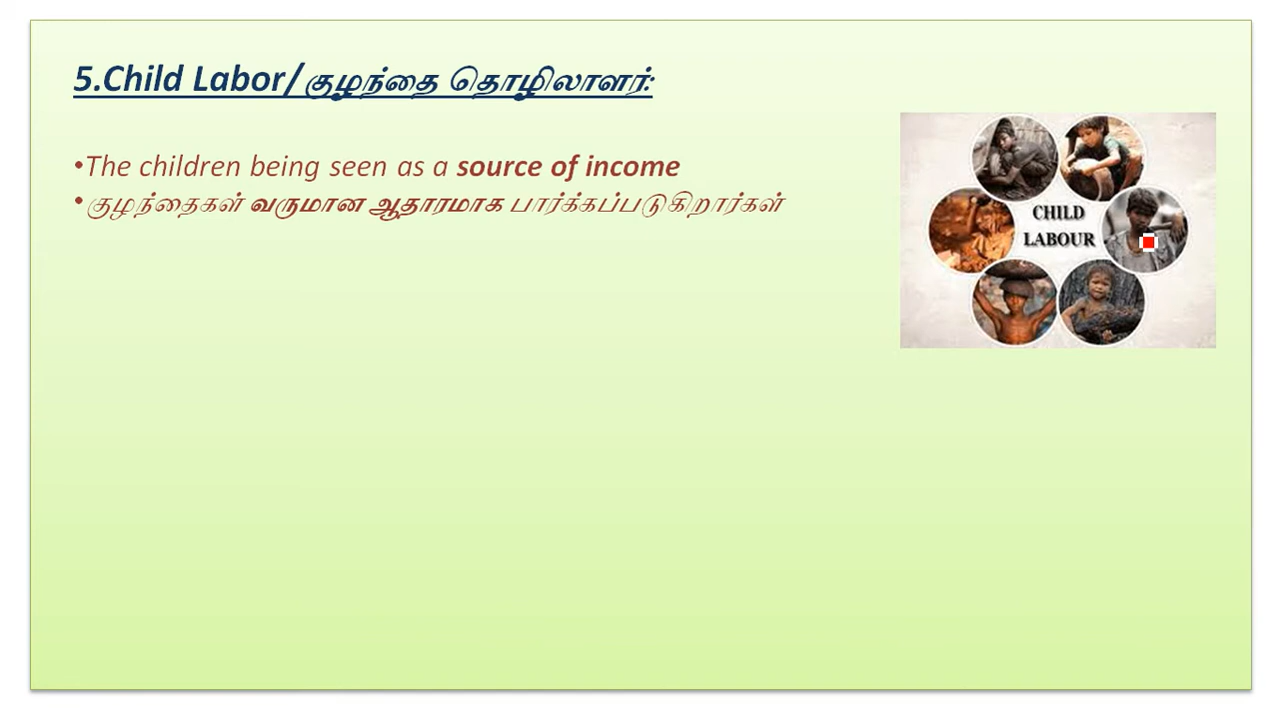 5.Child Labor/குழந்தை தொழிலாளர்:
•The children being seen as a source of income
•குழந்தைகள் வருமான ஆதாரமாக பார்க்கப்படுகிறார்கள்
CHILD
LABOUR